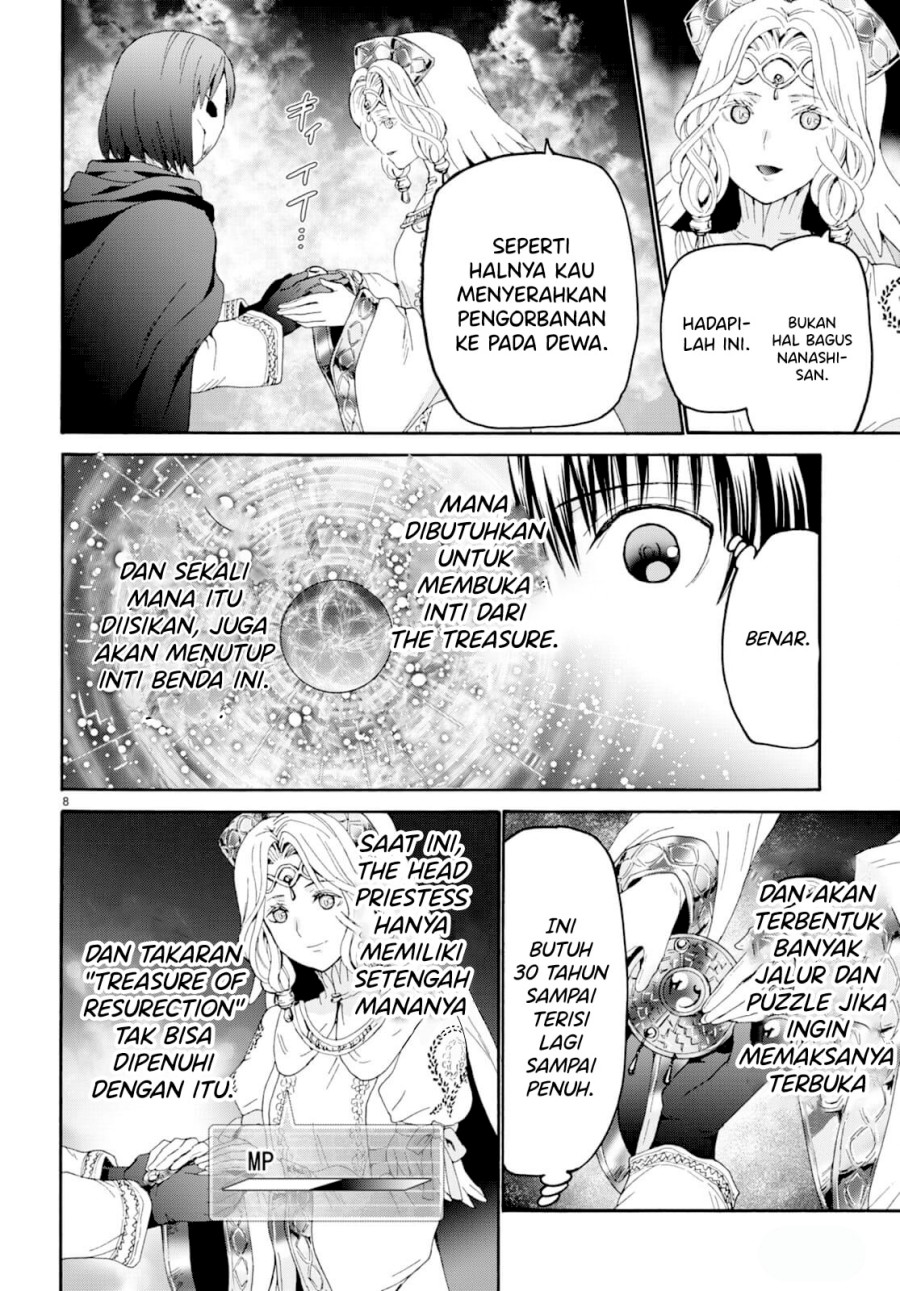 BUKAN
HAL BAGUS
NANASHI-
SAN.
HADAPI-
LAH INI.
SEPERTI
HALNYA KAU
MENYERAHKAN
PENGORBANAN
KE PADA DEWA.
キィイィィ…
BENAR.
MANA
DIBUTUHKAN
UNTUK
MEMBUKA
INTI DARI
THE TREASURE.
DAN SEKALI
MANA ITU
DIISIKAN, JUGA
AKAN MENUTUP
INTI BENDA INI.
8
DAN AKAN
TERBENTUK
BANYAK
JALUR DAN
PUZZLE JIKA
INGIN
MEMAKSANYA
TERBUKA
INI
BUTUH
30 TAHUN
SAMPAI
TERISI
LAGI
SAMPAI
PENUH.
SAAT INI,
THE HEAD
PRIESTESS
HANYA
MEMILIKI
SETENGAH
MANANYA
DAN TAKARAN
"TREASURE OF
RESURECTION"
TAK BISA
DIPENUHI
DENGAN ITU.
MP